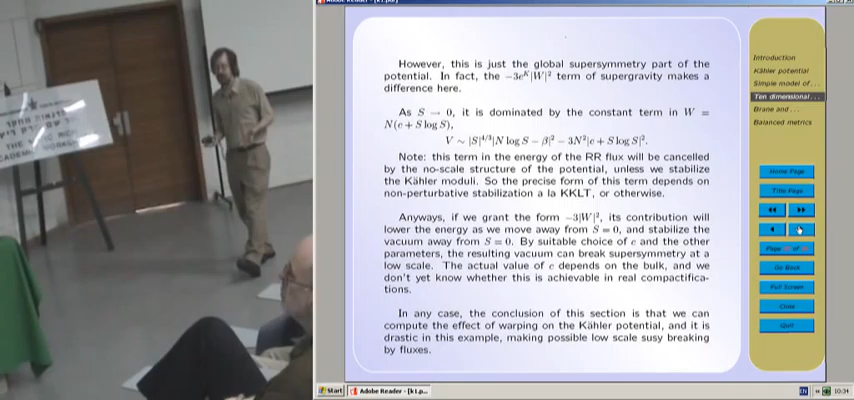 However, this is just the global supersymmetry part of the
potential. In fact, the −3e^K|W|² term of supergravity makes a
difference here.
As S → 0, it is dominated by the constant term in W =
N(c + S log S),
V ∼ |S|^{4/3}|N log S − β|² − 3N²|c + S log S|².
Note: this term in the energy of the RR flux will be cancelled
by the no-scale structure of the potential, unless we stabilize
the Kähler moduli. So the precise form of this term depends on
non-perturbative stabilization a la KKLT, or otherwise.
Anyways, if we grant the form −3|W|², its contribution will
lower the energy as we move away from S = 0, and stabilize the
vacuum away from S = 0. By suitable choice of c and the other
parameters, the resulting vacuum can break supersymmetry at a
low scale. The actual value of c depends on the bulk, and we
don't yet know whether this is achievable in real compactifica-
tions.
In any case, the conclusion of this section is that we can
compute the effect of warping on the Kähler potential, and it is
drastic in this example, making possible low scale susy breaking
by fluxes.
Introduction
Kähler potential
Simple model of...
Ten dimensional...
Brane and...
Balanced metrics
Home Page
Title Page
Page of
Go Back
Full Screen
Close
Quit
Start
Adobe Reader - [k1.p...
EN
10:34